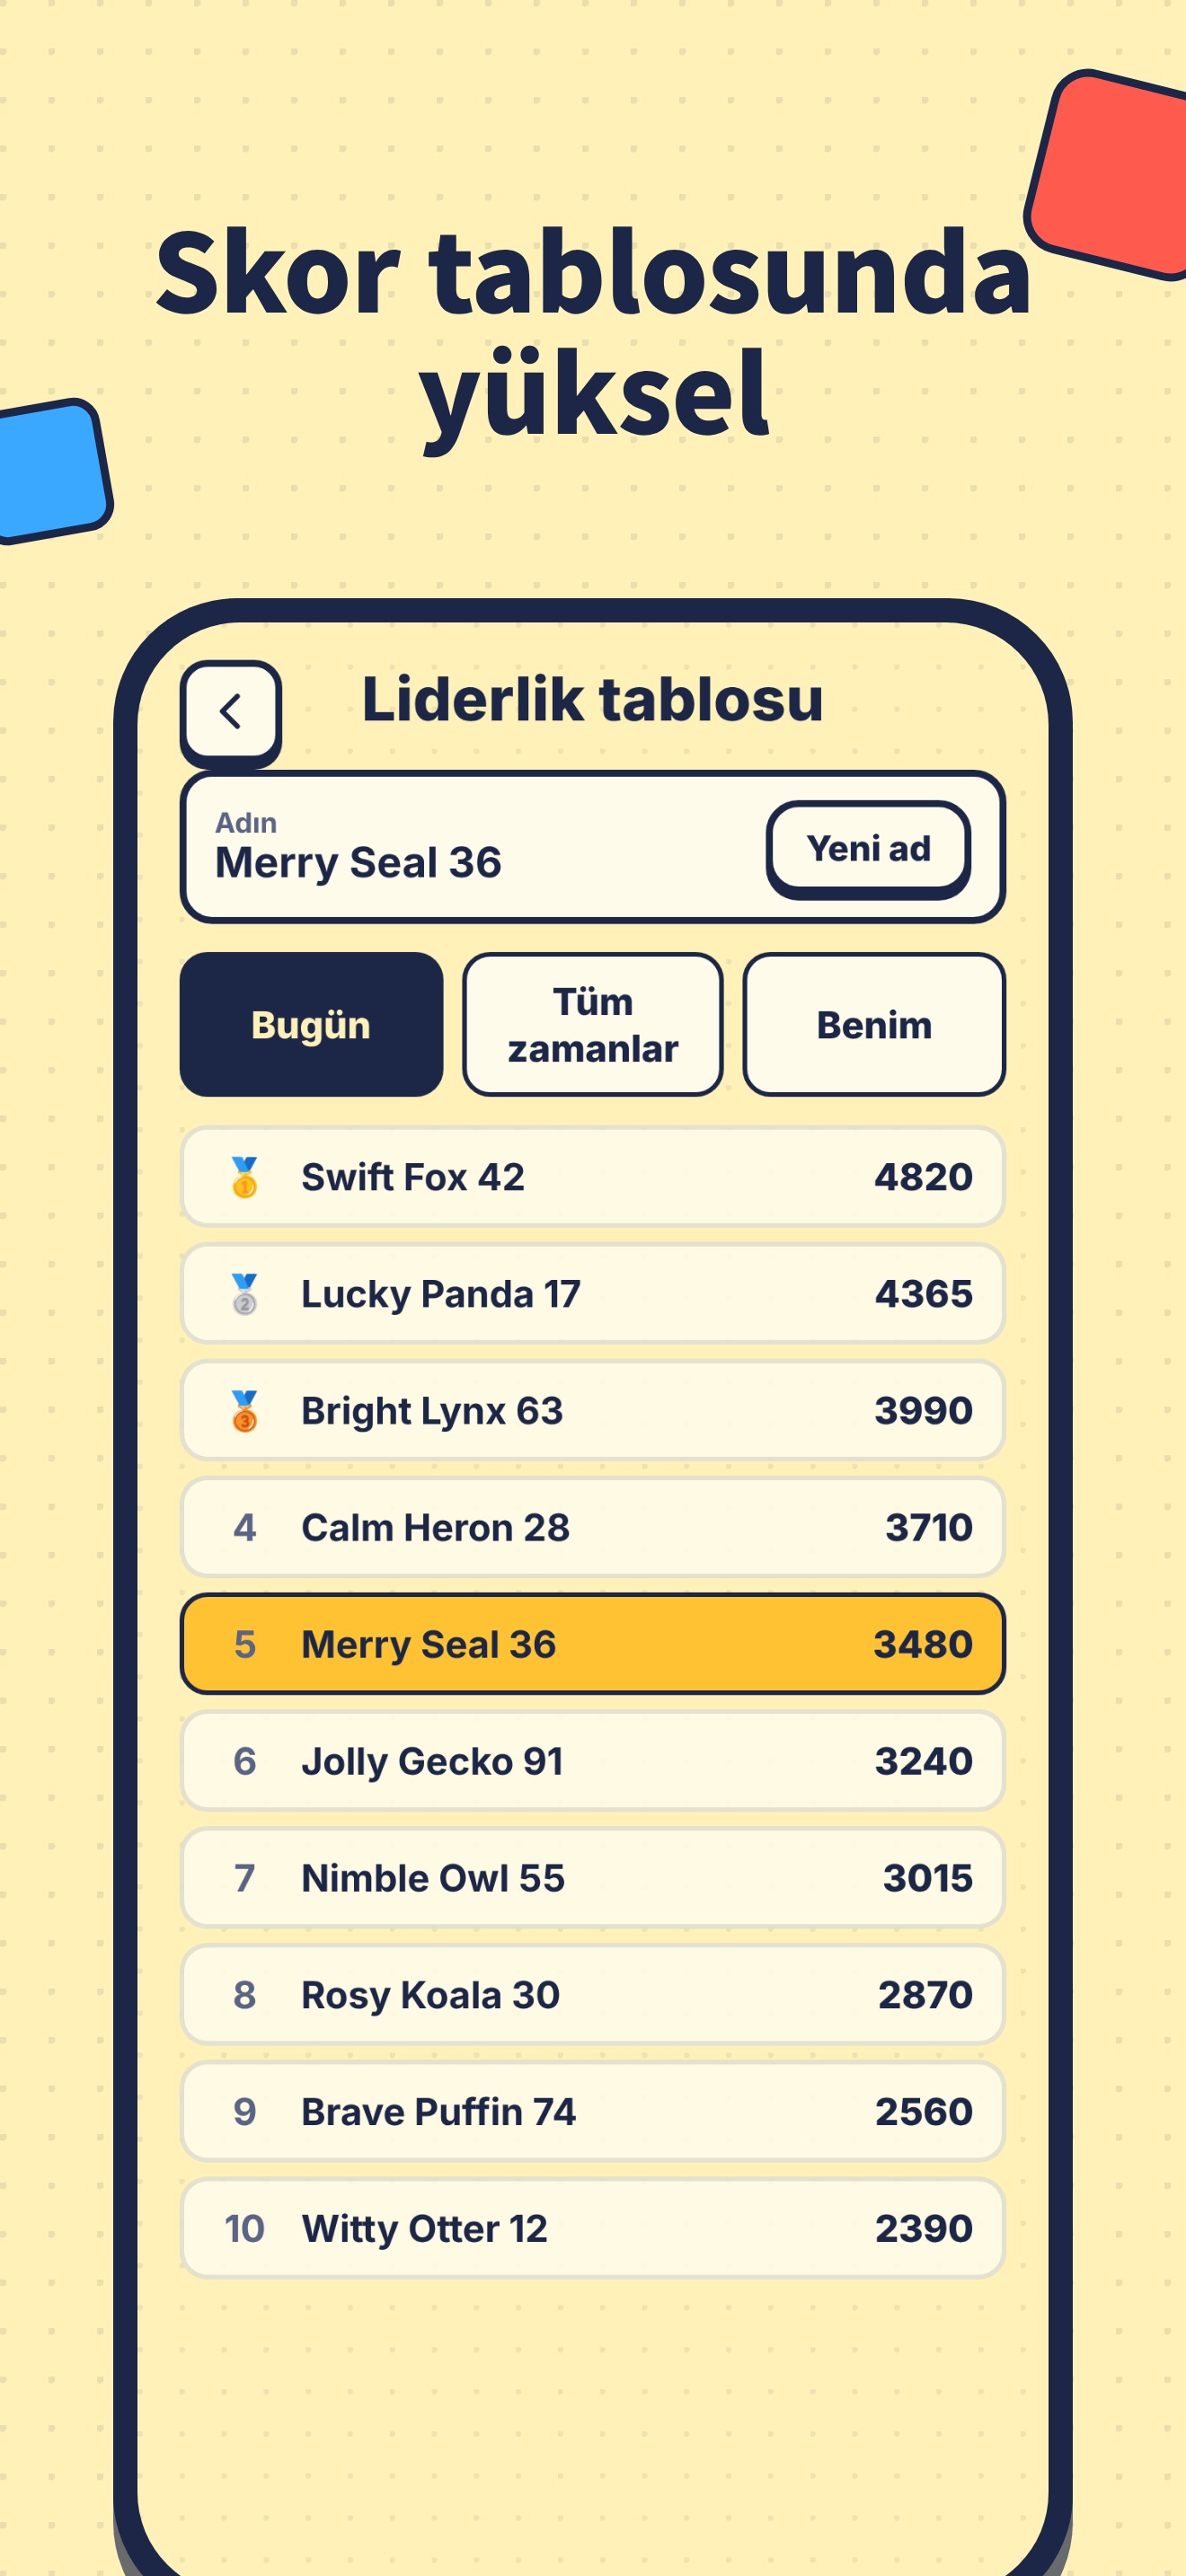 Skor tablosunda
yüksel
Liderlik tablosu
Adın
Merry Seal 36
Yeni ad
Bugün
Tüm
zamanlar
Benim
🥇 Swift Fox 42 4820
🥈 Lucky Panda 17 4365
🥉 Bright Lynx 63 3990
4 Calm Heron 28 3710
5 Merry Seal 36 3480
6 Jolly Gecko 91 3240
7 Nimble Owl 55 3015
8 Rosy Koala 30 2870
9 Brave Puffin 74 2560
10 Witty Otter 12 2390